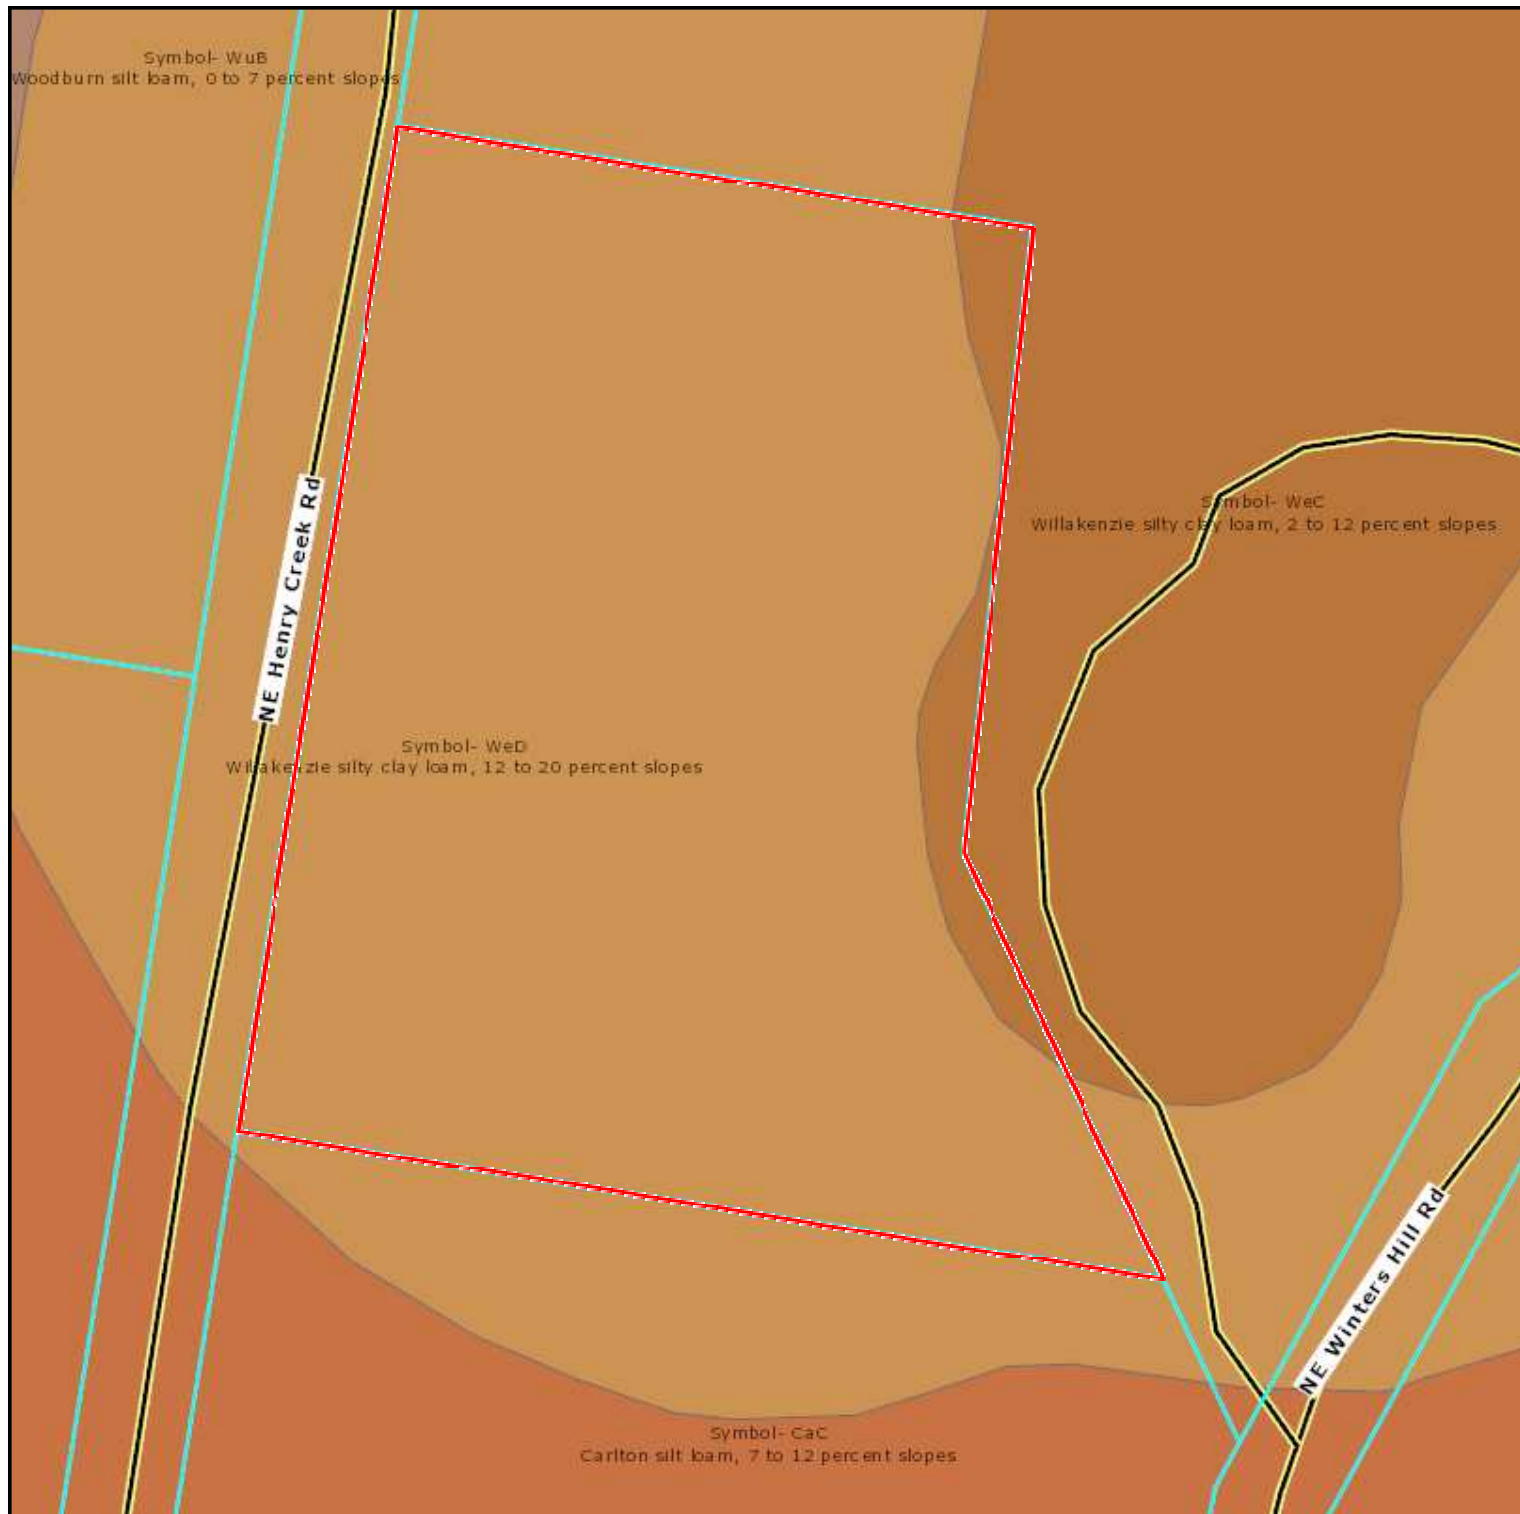 Symbol- WuB
Woodburn silt loam, 0 to 7 percent slopes
NE Henry Creek Rd
Symbol- WeC
Willakenzie silty clay loam, 2 to 12 percent slopes
Symbol- WeD
Willakenzie silty clay loam, 12 to 20 percent slopes
NE Winters Hill Rd
Symbol- CaC
Carlton silt loam, 7 to 12 percent slopes